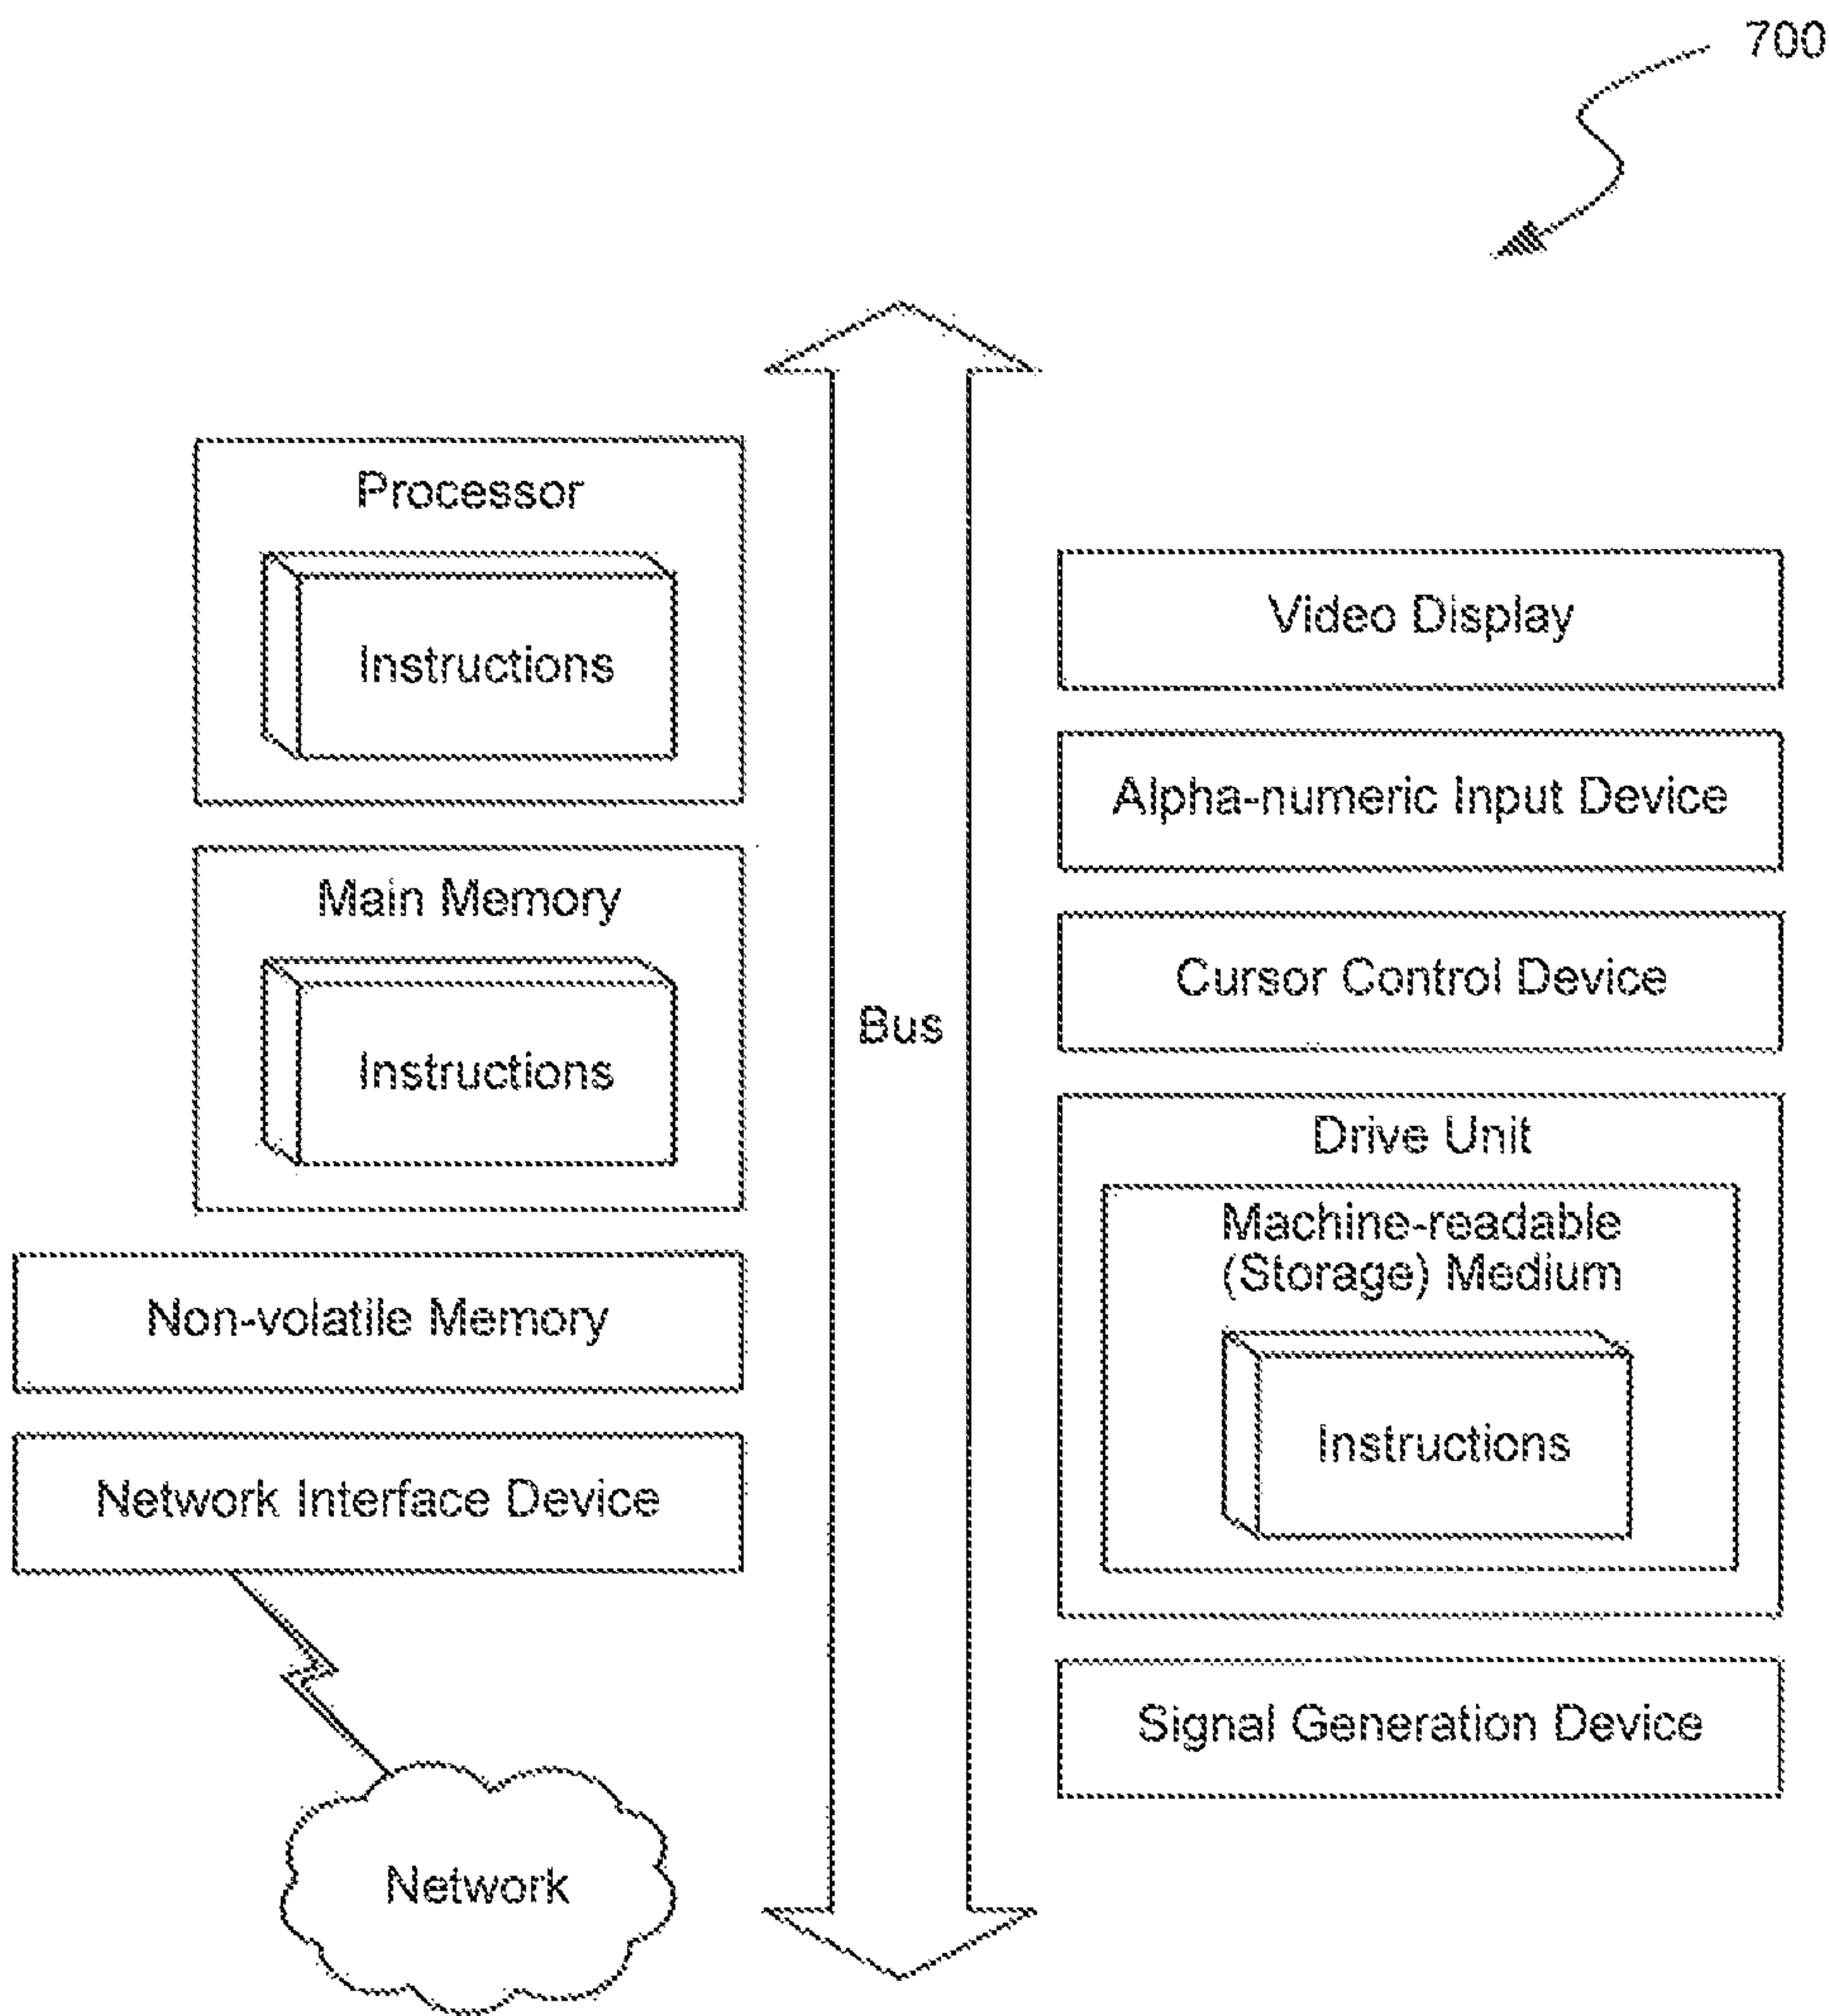 700
Processor
Instructions
Main Memory
Instructions
Non-volatile Memory
Network Interface Device
Network
Bus
Video Display
Alpha-numeric Input Device
Cursor Control Device
Drive Unit
Machine-readable
(Storage) Medium
Instructions
Signal Generation Device